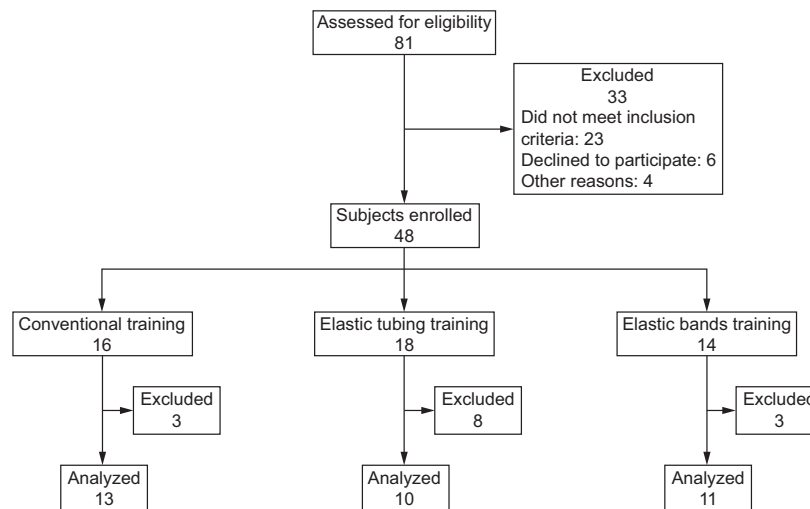 Assessed for eligibility
81
Excluded
33
Did not meet inclusion
criteria: 23
Declined to participate: 6
Other reasons: 4
Subjects enrolled
48
Conventional training
16
Elastic tubing training
18
Elastic bands training
14
Excluded
3
Excluded
8
Excluded
3
Analyzed
13
Analyzed
10
Analyzed
11